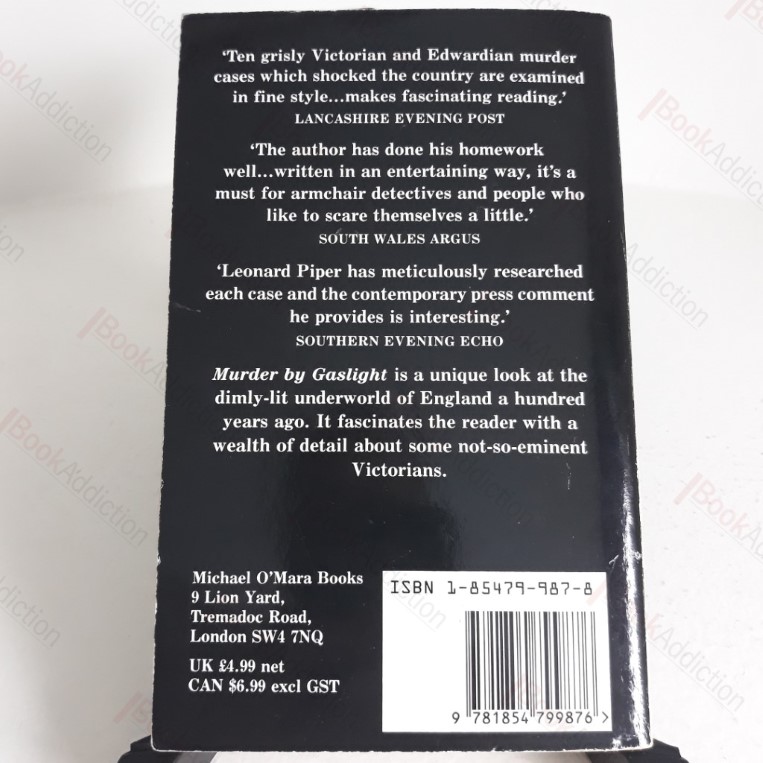 'Ten grisly Victorian and Edwardian murder
cases which shocked the country are examined
in fine style...makes fascinating reading.'
LANCASHIRE EVENING POST
'The author has done his homework
well...written in an entertaining way, it's a
must for armchair detectives and people who
like to scare themselves a little.'
SOUTH WALES ARGUS
'Leonard Piper has meticulously researched
each case and the contemporary press comment
he provides is interesting.'
SOUTHERN EVENING ECHO
Murder by Gaslight is a unique look at the
dimly-lit underworld of England a hundred
years ago. It fascinates the reader with a
wealth of detail about some not-so-eminent
Victorians.
Michael O'Mara Books
9 Lion Yard,
Tremadoc Road,
London SW4 7NQ
UK £4.99 net
CAN $6.99 excl GST
ISBN 1-85479-987-8
9 781854 799876 >
BookAddiction